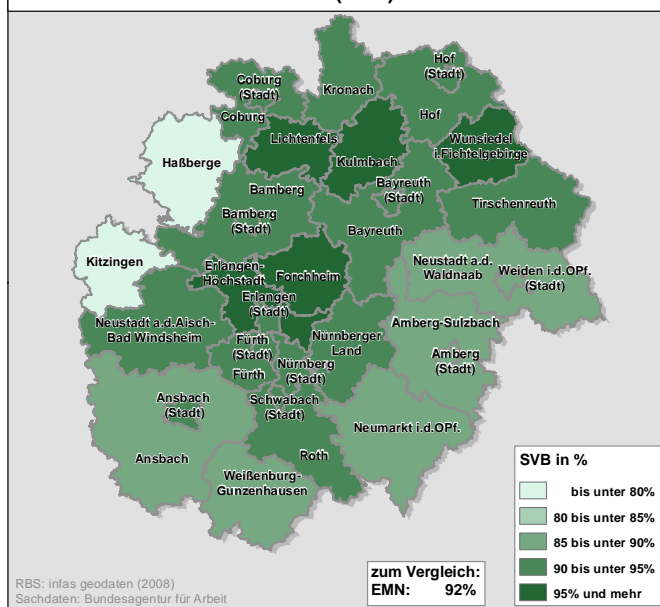 Hof
(Stadt)
Coburg
(Stadt)
Kronach
Coburg
Hof
Lichtenfels
Wunsiedel
i.Fichtelgebirge
Haßberge
Kulmbach
Bayreuth
(Stadt)
Bamberg
Tirschenreuth
Bamberg
(Stadt)
Bayreuth
Kitzingen
Erlangen-
Höchstadt
Forchheim
Neustadt a.d.
Waldnaab
Weiden i.d.OPf.
(Stadt)
Erlangen
(Stadt)
Neustadt a.d.Aisch-
Bad Windsheim
Amberg-Sulzbach
Fürth
(Stadt)
Nürnberger
Land
Amberg
(Stadt)
Fürth
Nürnberg
(Stadt)
Ansbach
(Stadt)
Schwabach
(Stadt)
Neumarkt i.d.OPf.
Ansbach
Roth
Weißenburg-
Gunzenhausen
SVB in %
bis unter 80%
80 bis unter 85%
85 bis unter 90%
90 bis unter 95%
95% und mehr
zum Vergleich:
EMN: 92%
RBS: infas geodaten (2008)
Sachdaten: Bundesagentur für Arbeit